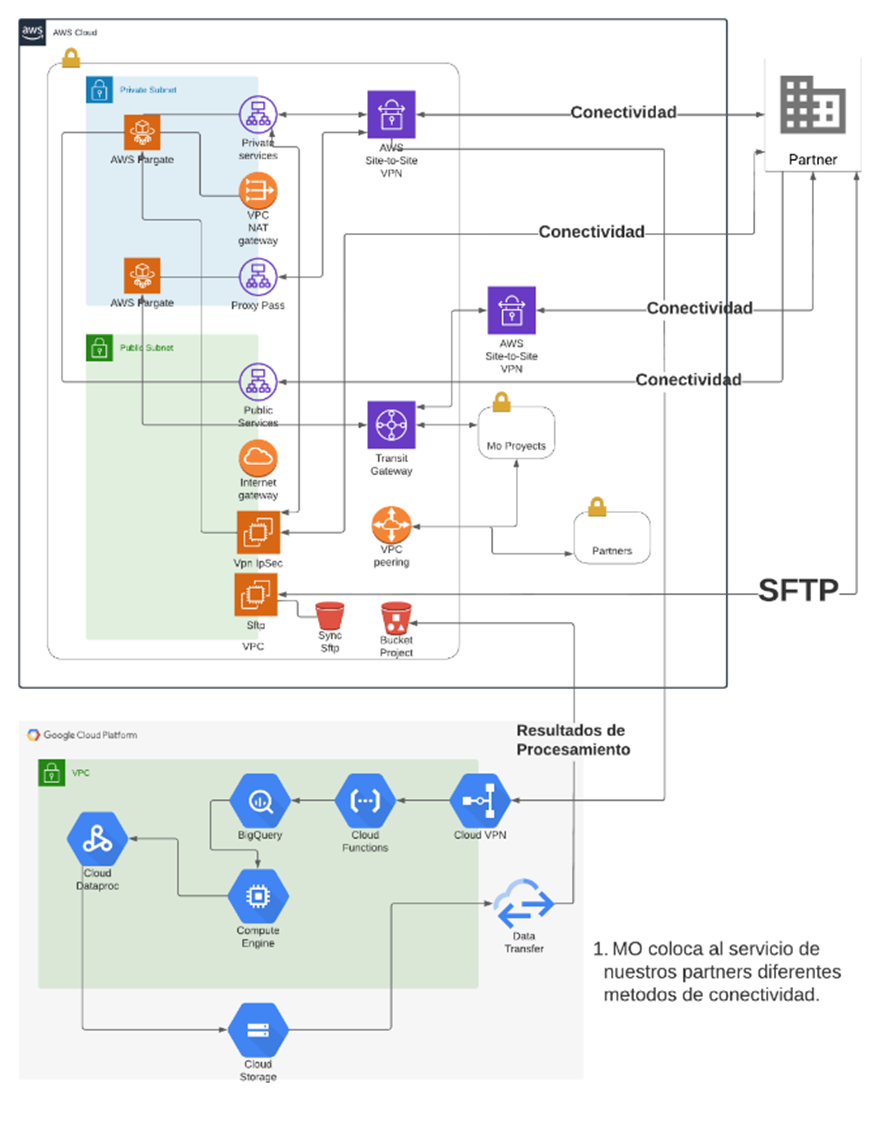 aws
AWS Cloud
Private Subnet
AWS Fargate
Private
services
AWS
Site-to-Site
VPN
Conectividad
Partner
VPC
NAT
gateway
Conectividad
AWS Fargate
Proxy Pass
Conectividad
AWS
Site-to-Site
VPN
Public Subnet
Conectividad
Public
Services
Mo Proyects
Transit
Gateway
Internet
gateway
Vpn IpSec
VPC
peering
Partners
SFTP
Sftp
VPC
Sync
Sftp
Bucket
Project
Google Cloud Platform
Resultados de
Procesamiento
VPC
BigQuery
Cloud
Functions
Cloud VPN
Cloud
Dataproc
Compute
Engine
Data
Transfer
1. MO coloca al servicio de
nuestros partners diferentes
metodos de conectividad.
Cloud
Storage